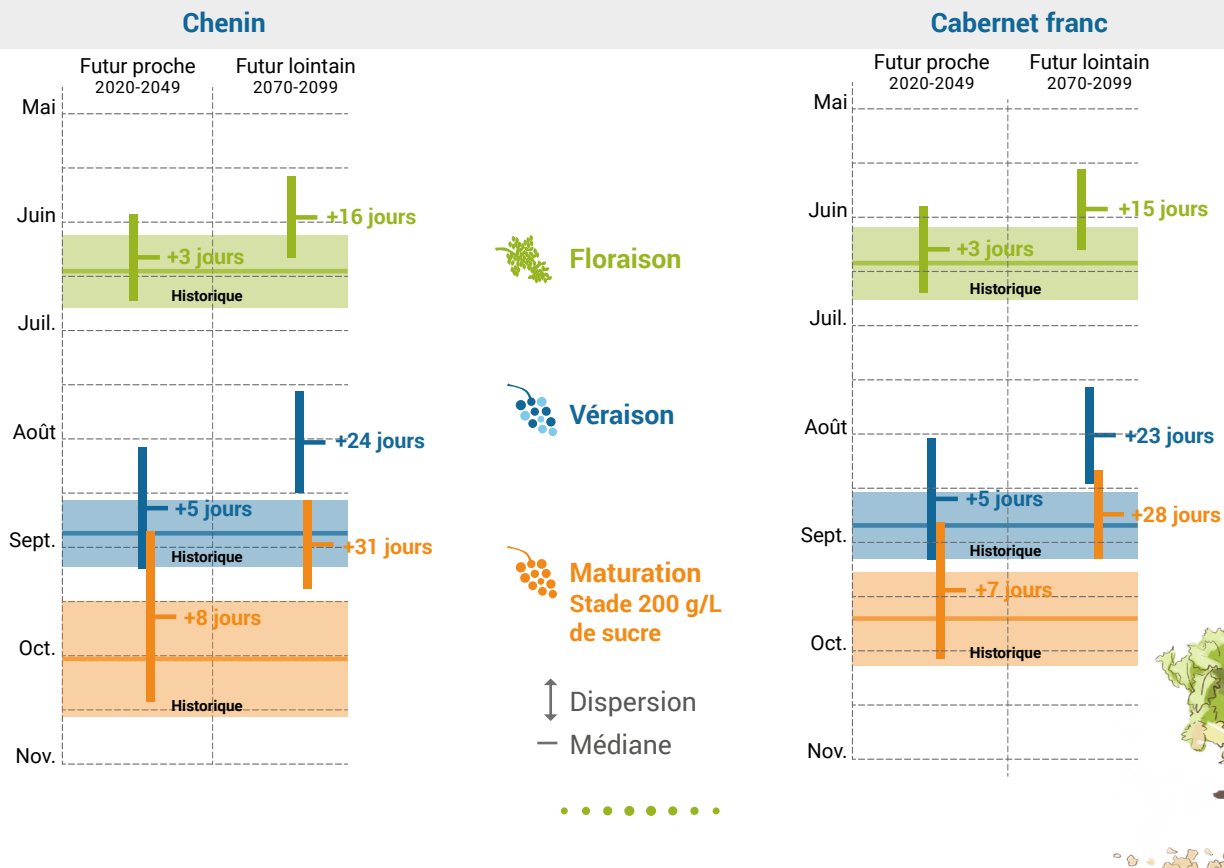 Chenin
Futur proche
2020-2049
Futur lointain
2070-2099
Mai
Juin
Juil.
Août
Sept.
Oct.
Nov.
+16 jours
+3 jours
Historique
+24 jours
+5 jours
Historique
+31 jours
+8 jours
Historique
Floraison
Véraison
Maturation
Stade 200 g/L
de sucre
Dispersion
Médiane
Cabernet franc
Futur proche
2020-2049
Futur lointain
2070-2099
Mai
Juin
Juil.
Août
Sept.
Oct.
Nov.
+15 jours
+3 jours
Historique
+23 jours
+5 jours
Historique
+28 jours
+7 jours
Historique